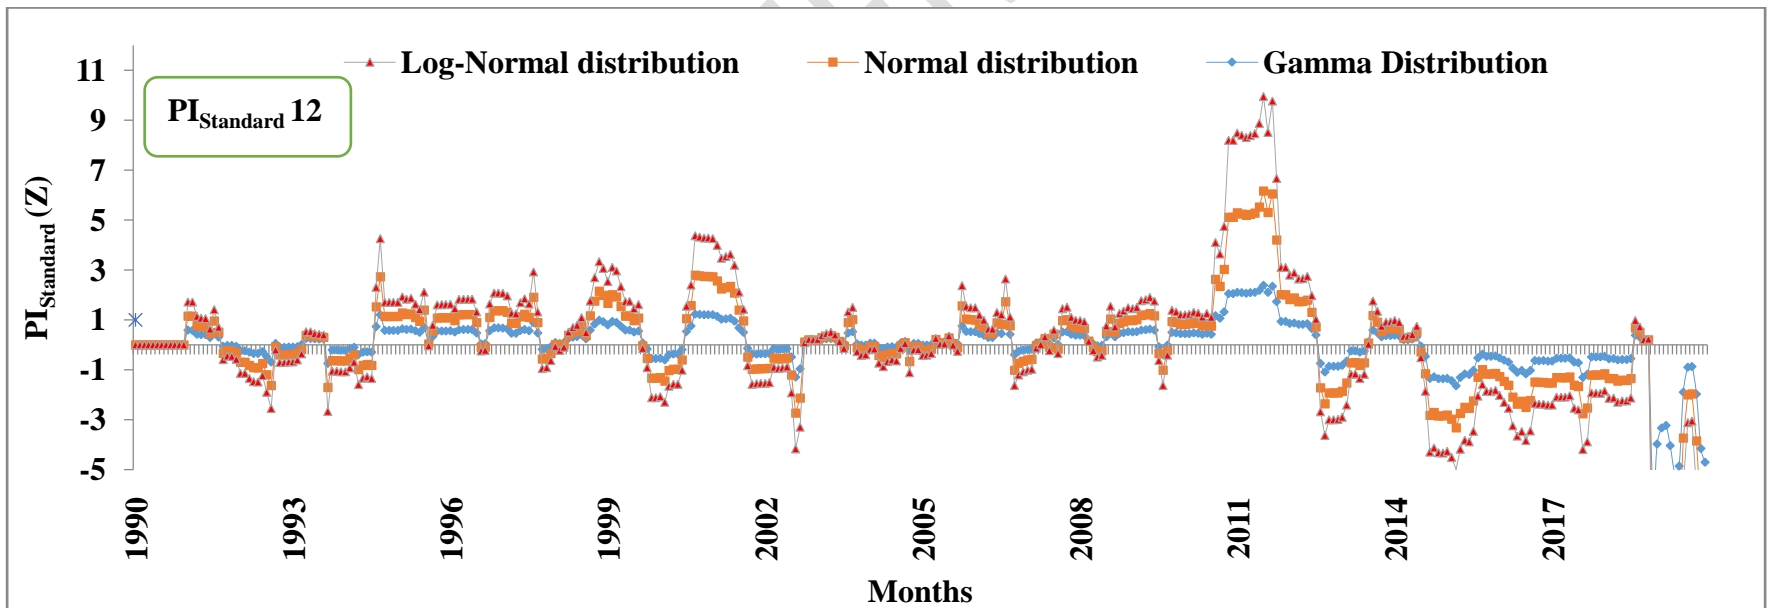 Log-Normal distribution Normal distribution Gamma Distribution
PIStandard 12
PIStandard (Z)
11
9
7
5
3
1
-1
-3
-5
1990 1993 1996 1999 2002 2005 2008 2011 2014 2017
Months